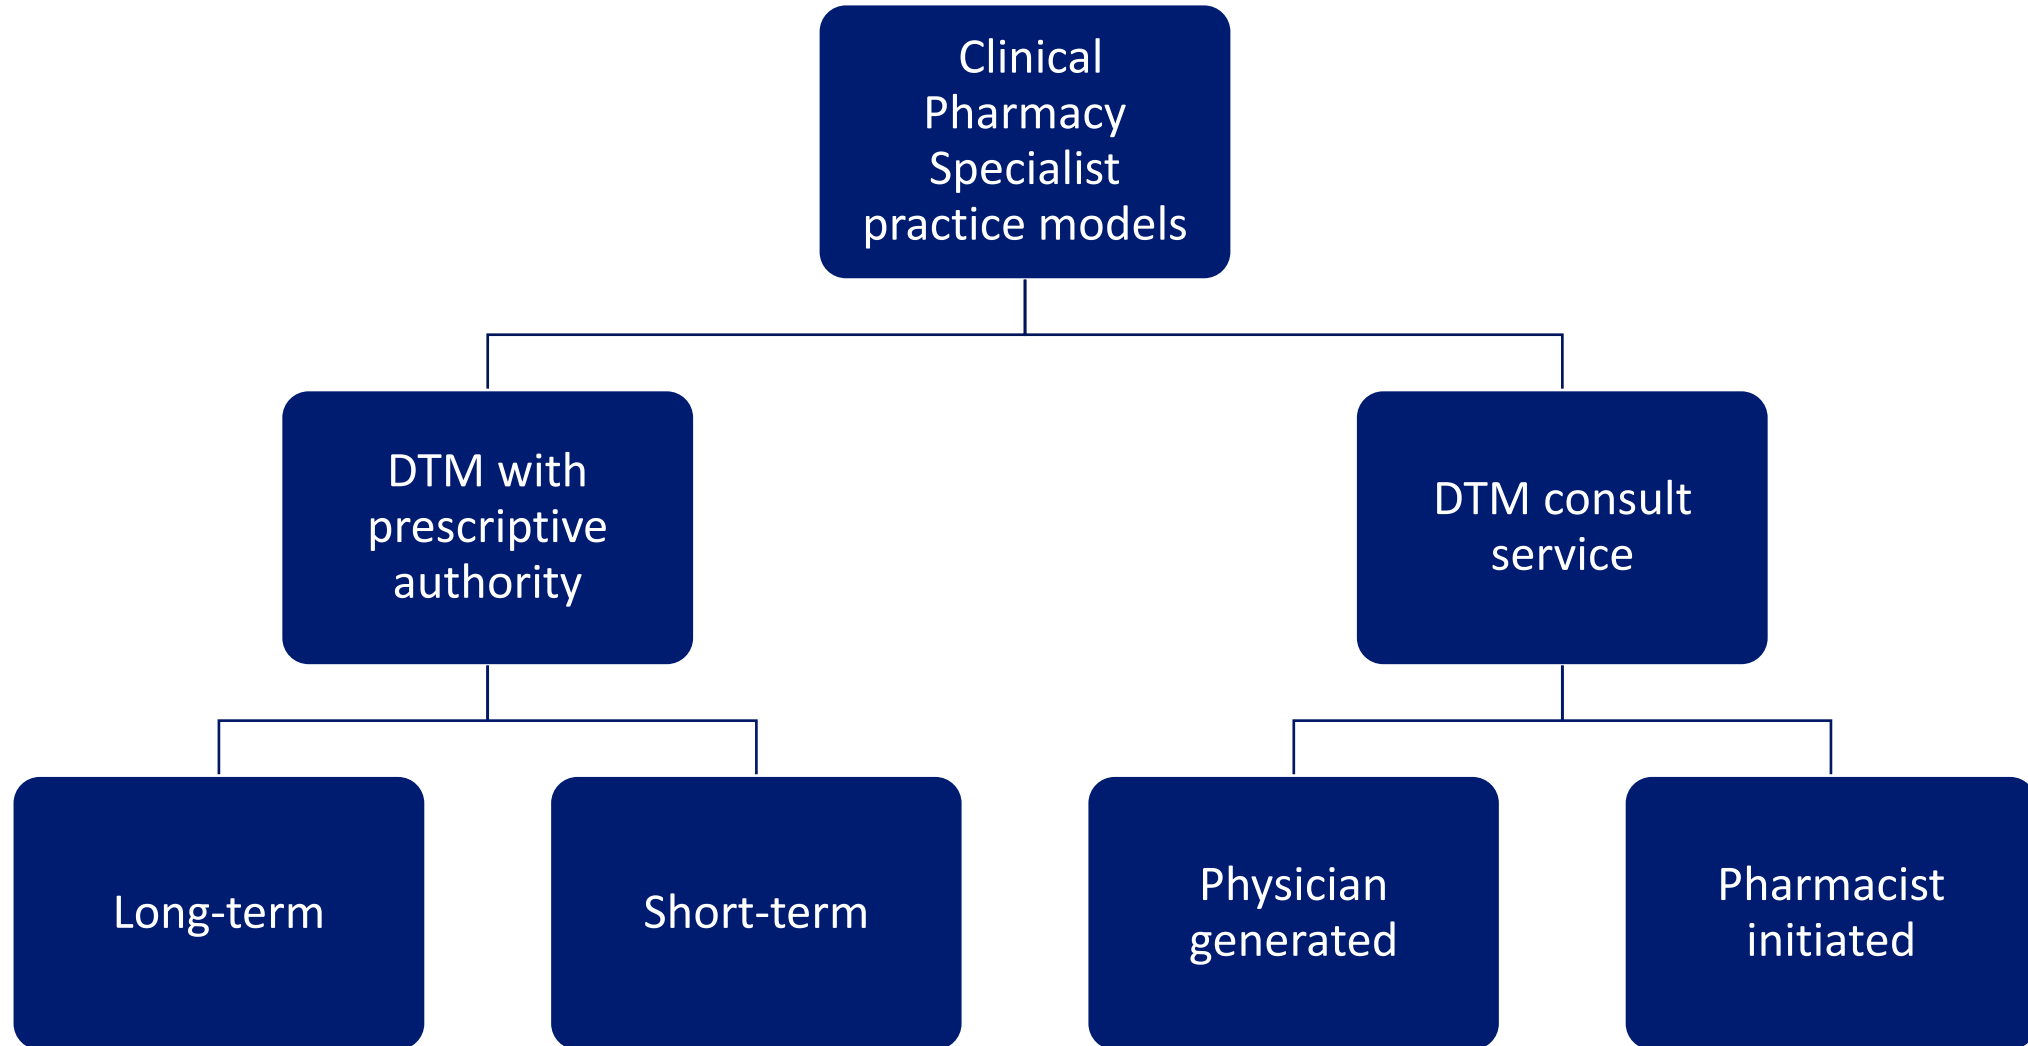 Clinical
Pharmacy
Specialist
practice models
DTM with
prescriptive
authority
DTM consult
service
Long-term
Short-term
Physician
generated
Pharmacist
initiated